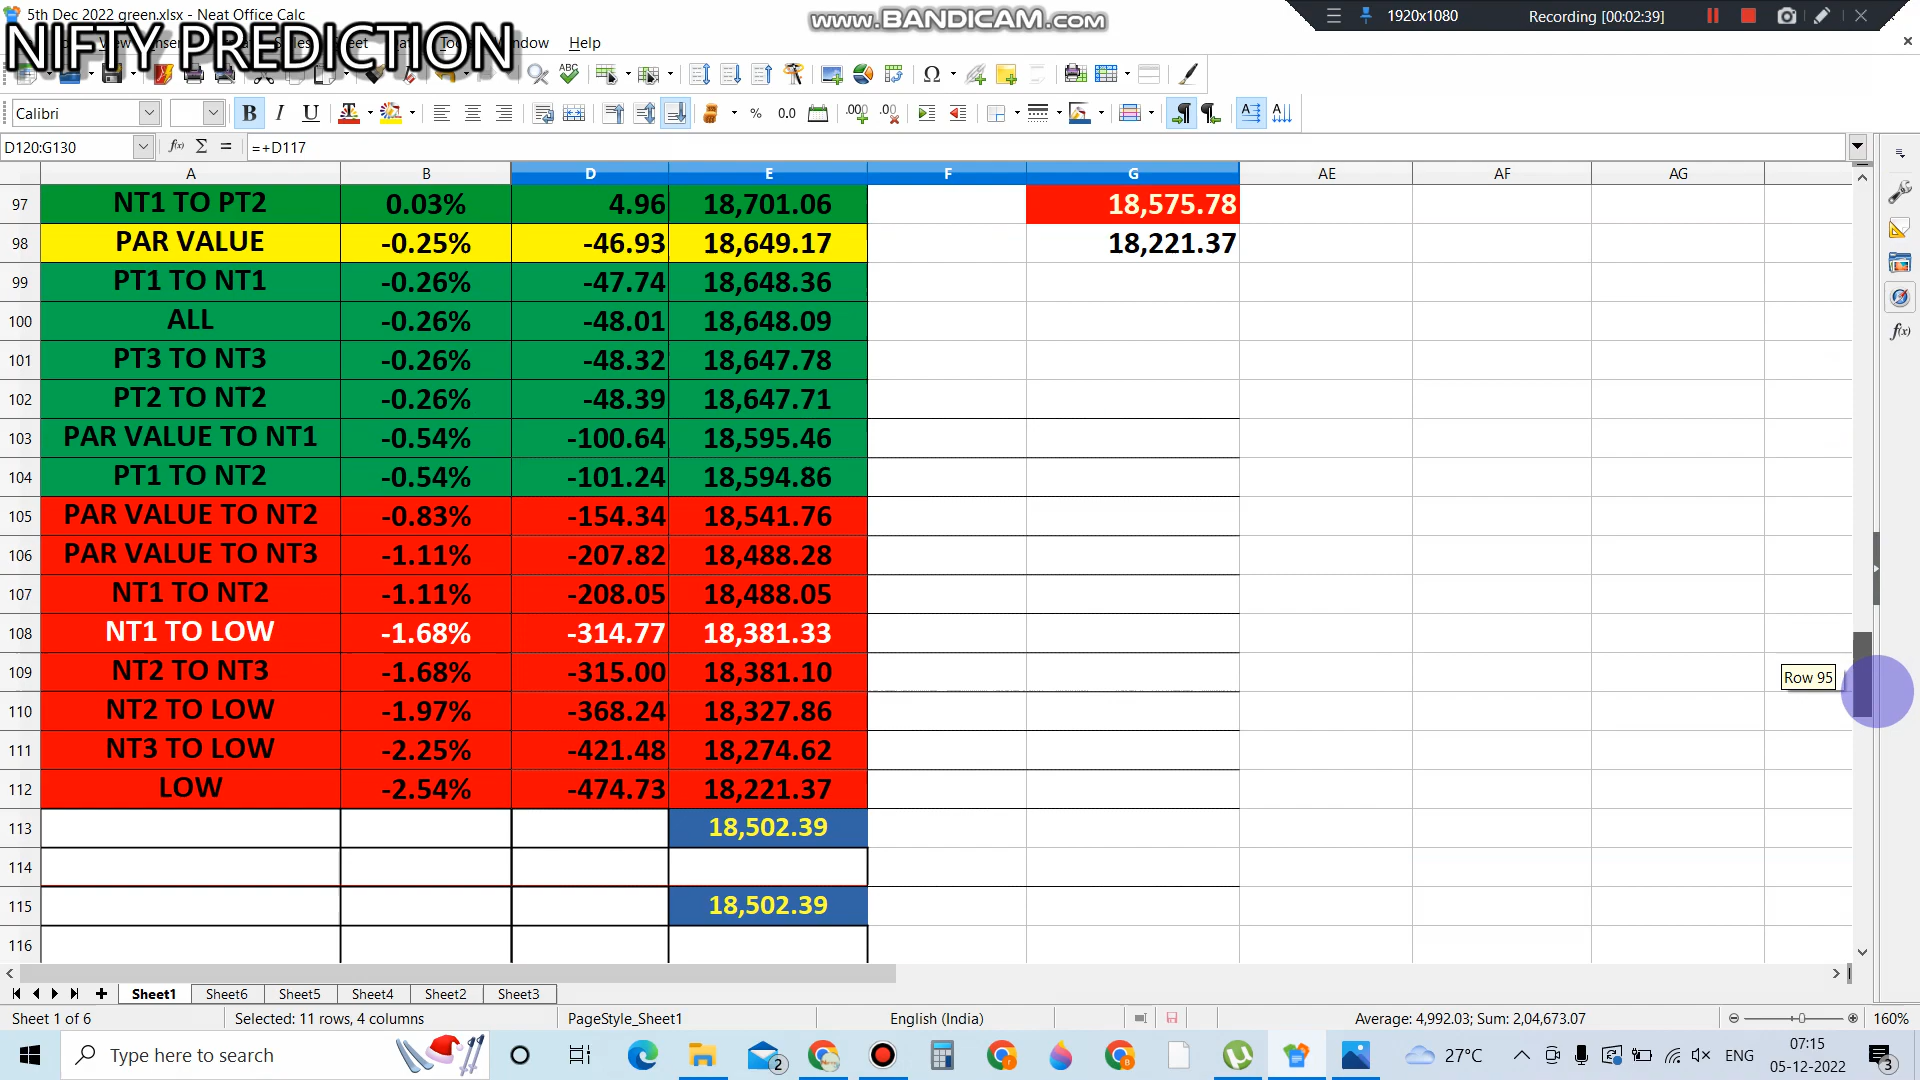 5th Dec 2022 green.xlsx - Neat Office Calc
www.BANDICAM.com
1920x1080
Recording [00:02:39]
NIFTY PREDICTION
Help
Calibri
D120:G130
=+D117
A B D E F G AE AF AG
97 NT1 TO PT2 0.03% 4.96 18,701.06 18,575.78
98 PAR VALUE -0.25% -46.93 18,649.17 18,221.37
99 PT1 TO NT1 -0.26% -47.74 18,648.36
100 ALL -0.26% -48.01 18,648.09
101 PT3 TO NT3 -0.26% -48.32 18,647.78
102 PT2 TO NT2 -0.26% -48.39 18,647.71
103 PAR VALUE TO NT1 -0.54% -100.64 18,595.46
104 PT1 TO NT2 -0.54% -101.24 18,594.86
105 PAR VALUE TO NT2 -0.83% -154.34 18,541.76
106 PAR VALUE TO NT3 -1.11% -207.82 18,488.28
107 NT1 TO NT2 -1.11% -208.05 18,488.05
108 NT1 TO LOW -1.68% -314.77 18,381.33
109 NT2 TO NT3 -1.68% -315.00 18,381.10
Row 95
110 NT2 TO LOW -1.97% -368.24 18,327.86
111 NT3 TO LOW -2.25% -421.48 18,274.62
112 LOW -2.54% -474.73 18,221.37
113 18,502.39
114
115 18,502.39
116
Sheet1 Sheet6 Sheet5 Sheet4 Sheet2 Sheet3
Sheet 1 of 6 Selected: 11 rows, 4 columns PageStyle_Sheet1 English (India) Average: 4,992.03; Sum: 2,04,673.07 160%
Type here to search
2
27°C
ENG
07:15
05-12-2022
3